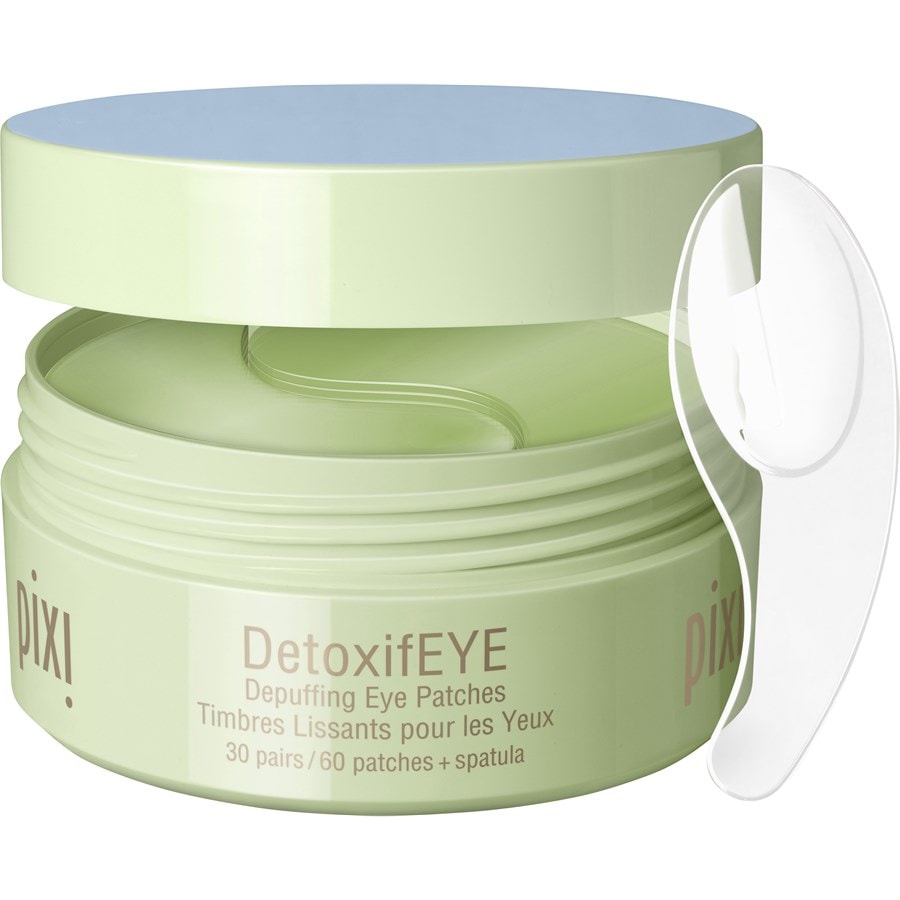 pixi
DetoxifEYE
Depuffing Eye Patches
Timbres Lissants pour les Yeux
30 pairs / 60 patches + spatula
pixi